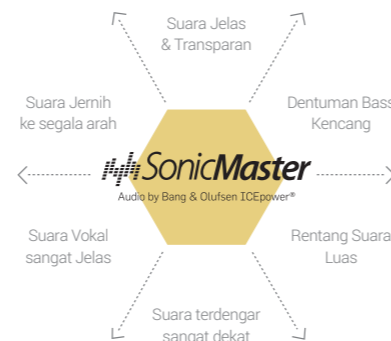 Suara Jelas
& Transparan
Suara Jernih
ke segala arah
Dentuman Bass
Kencang
SonicMaster
Audio by Bang & Olufsen ICEpower®
Suara Vokal
sangat Jelas
Rentang Suara
Luas
Suara terdengar
sangat dekat